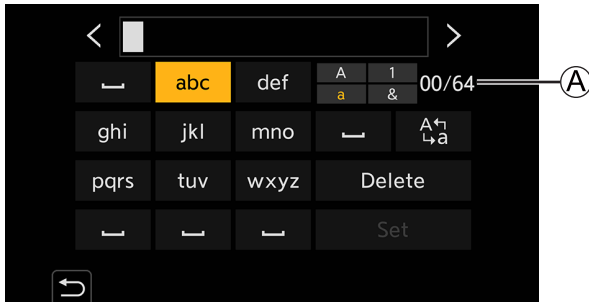 < >
␣ abc def A 1 00/64 Ⓐ
a &
ghi jkl mno ␣ A a
pqrs tuv wxyz Delete
␣ ␣ ␣ Set